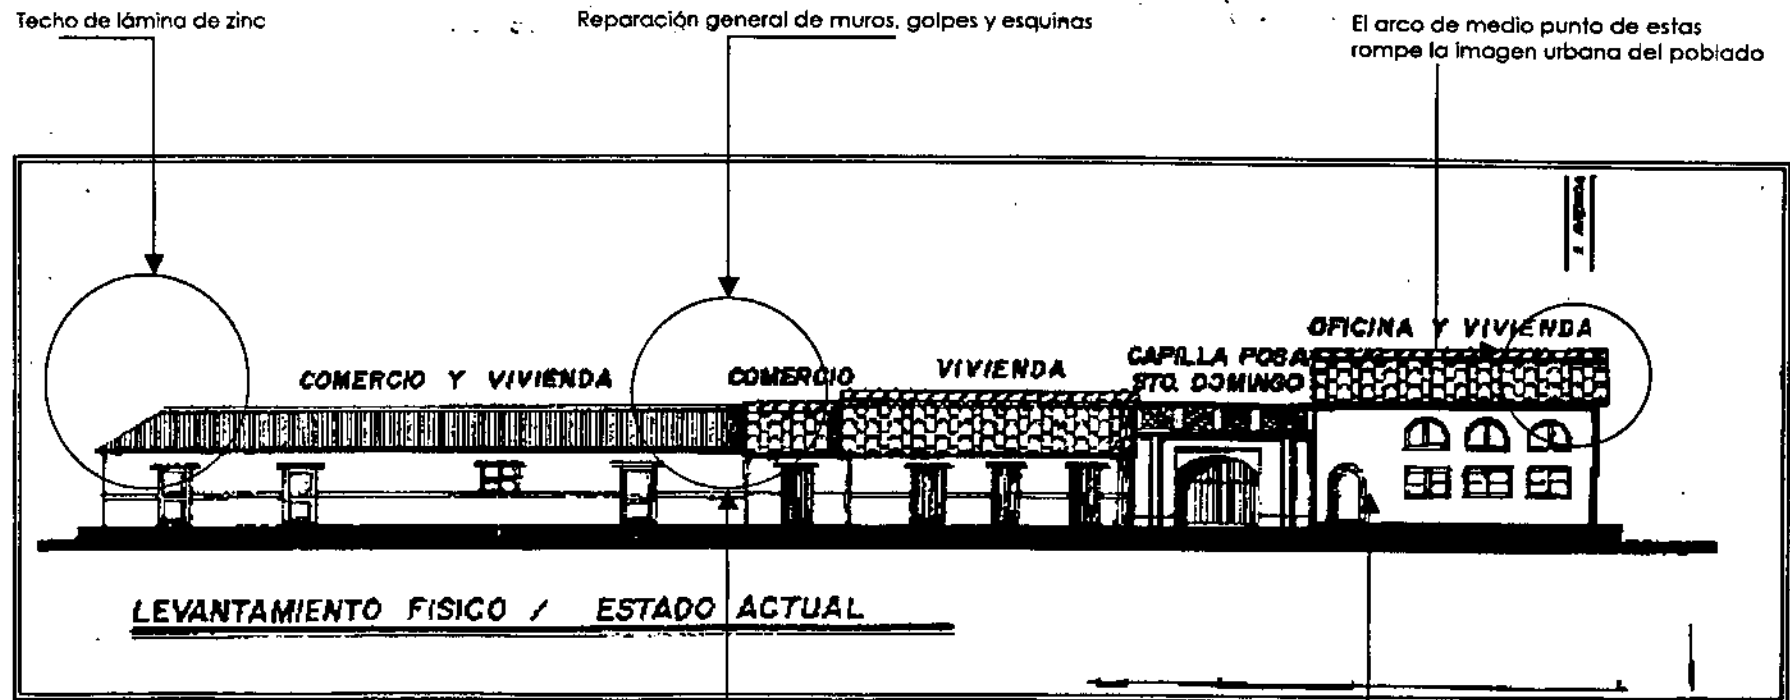 Techo de lámina de zinc
Reparación general de muros, golpes y esquinas
El arco de medio punto de estas
rompe la imagen urbana del poblado
OFICINA Y VIVIENDA
CAPILLA POSA
STO. DOMINGO
VIVIENDA
COMERCIO
COMERCIO Y VIVIENDA
LEVANTAMIENTO FISICO / ESTADO ACTUAL